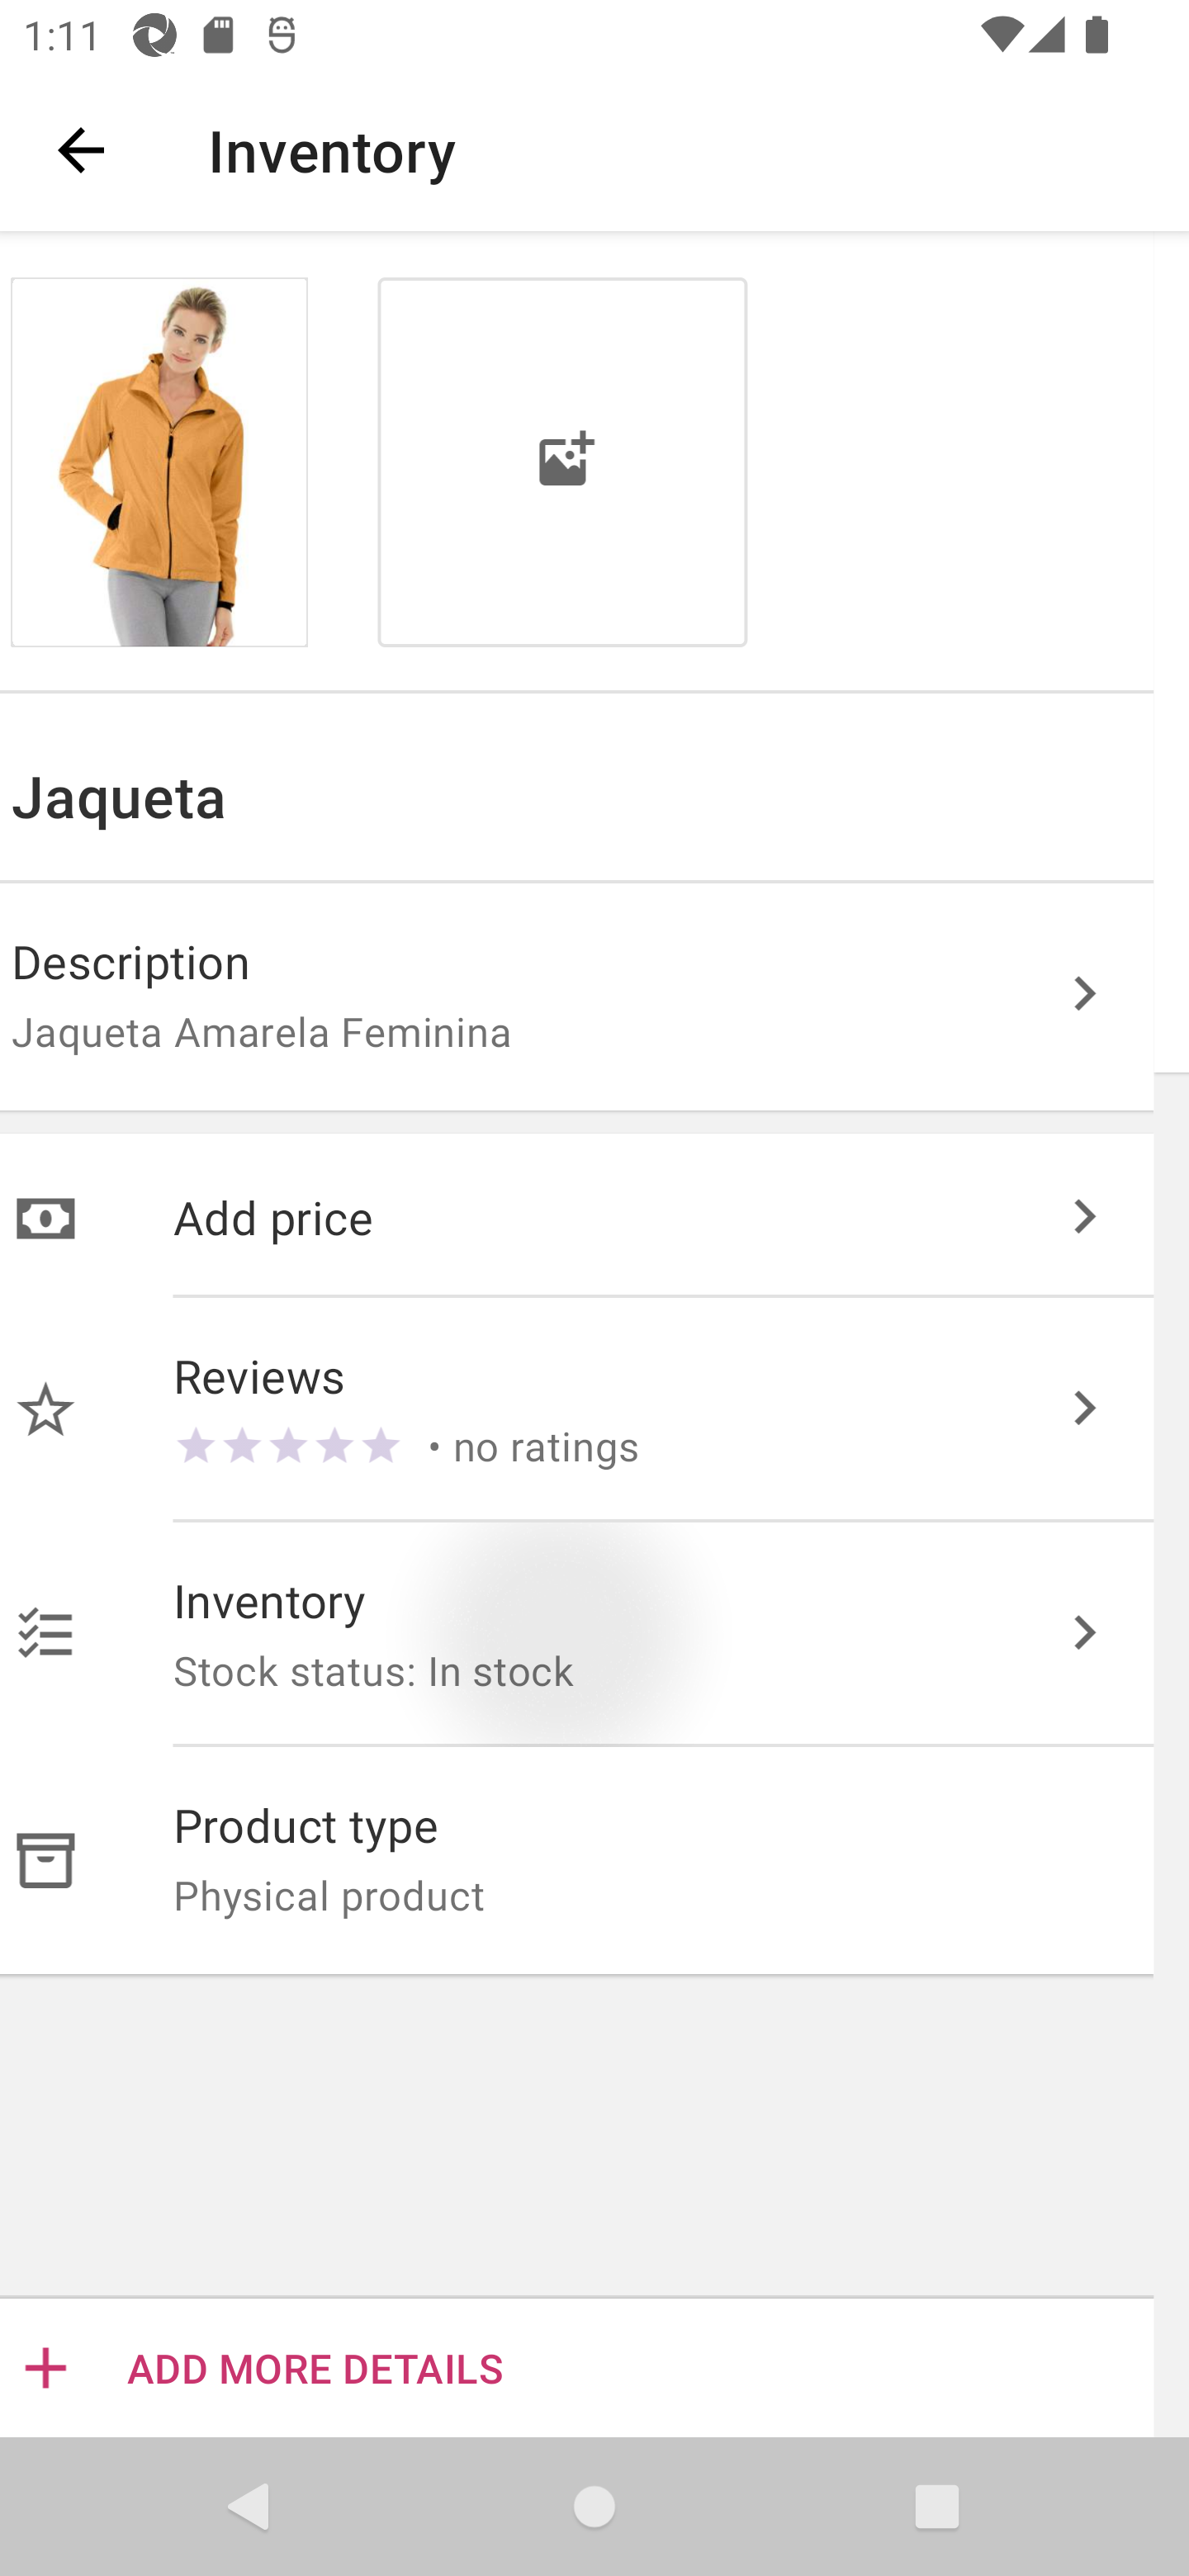 1:11
Inventory
Jaqueta
Description
Jaqueta Amarela Feminina
Add price
Reviews
• no ratings
Inventory
Stock status: In stock
Product type
Physical product
ADD MORE DETAILS